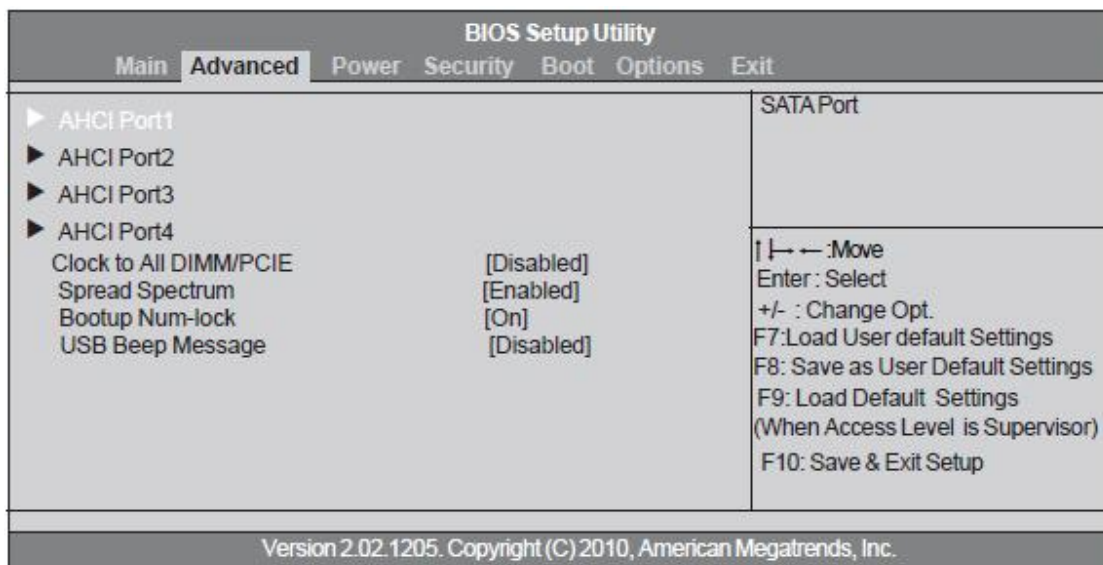 BIOS Setup Utility
Main Advanced Power Security Boot Options Exit
▶ AHCI Port1
▶ AHCI Port2
▶ AHCI Port3
▶ AHCI Port4
Clock to All DIMM/PCIE [Disabled]
Spread Spectrum [Enabled]
Bootup Num-lock [On]
USB Beep Message [Disabled]
SATA Port
:Move
Enter : Select
+/- : Change Opt.
F7:Load User default Settings
F8: Save as User Default Settings
F9: Load Default Settings
(When Access Level is Supervisor)
F10: Save & Exit Setup
Version 2.02.1205. Copyright (C) 2010, American Megatrends, Inc.